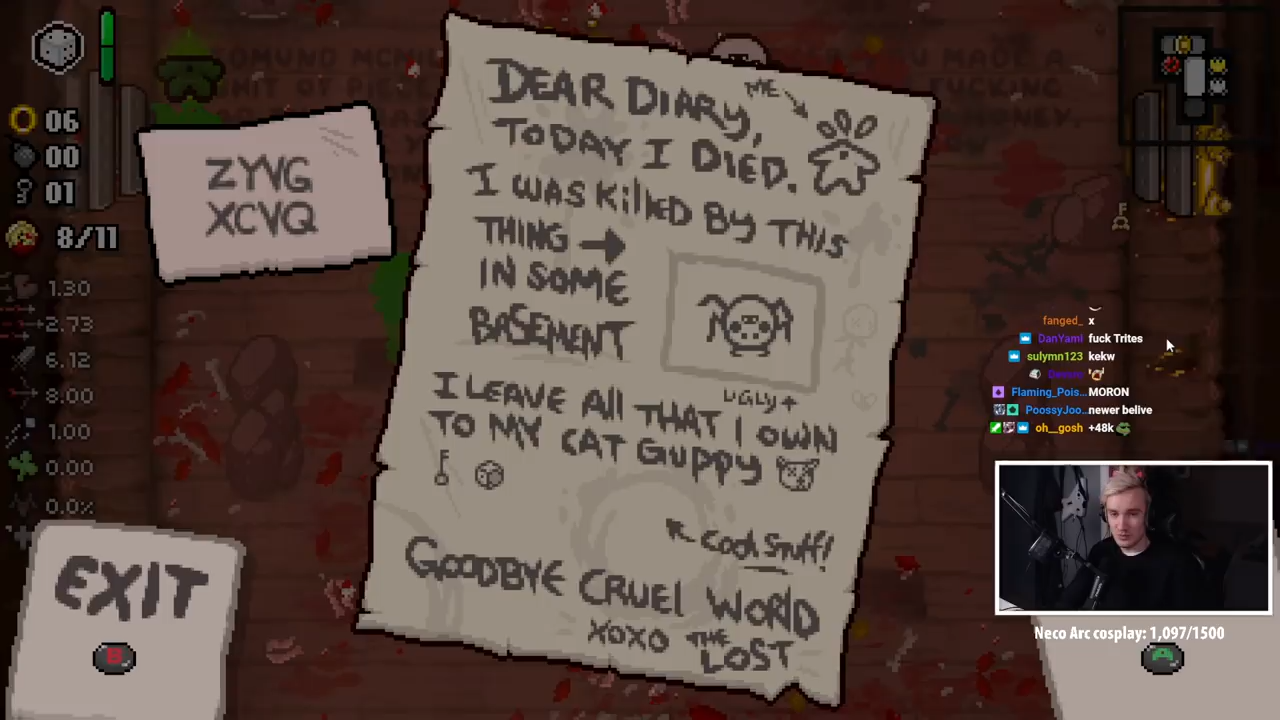 06
00
01
8/11
1.30
2.73
6.12
8.00
1.00
0.00
0.0%
ZYVG
XCVQ
DEAR DIARY,
ME
TODAY I DIED.
I WAS KILLED BY THIS
THING →
IN SOME
BASEMENT
UGLY↑
I LEAVE ALL THAT I OWN
TO MY CAT GUPPY
COOL STUFF!
GOODBYE CRUEL WORLD
XOXO THE
LOST
EXIT
B
fanged_ x
DanYami fuck Trites
sulymn123 kekw
Flaming_Pois... MORON
PoossyJoo... newer belive
oh__gosh +48k
Neco Arc cosplay: 1,097/1500